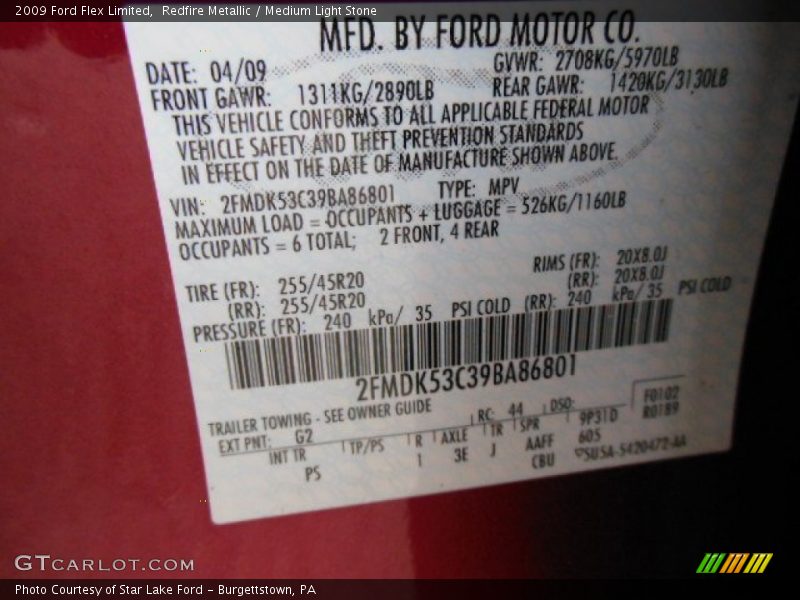 2009 Ford Flex Limited, Redfire Metallic / Medium Light Stone
MFD. BY FORD MOTOR CO.
DATE: 04/09 GVWR: 2708KG/5970LB
FRONT GAWR: 1311KG/2890LB REAR GAWR: 1420KG/3130LB
THIS VEHICLE CONFORMS TO ALL APPLICABLE FEDERAL MOTOR
VEHICLE SAFETY AND THEFT PREVENTION STANDARDS
IN EFFECT ON THE DATE OF MANUFACTURE SHOWN ABOVE.
VIN: 2FMDK53C39BA86801 TYPE: MPV
MAXIMUM LOAD = OCCUPANTS + LUGGAGE = 526KG/1160LB
OCCUPANTS = 6 TOTAL; 2 FRONT, 4 REAR
TIRE (FR): 255/45R20 RIMS (FR): 20X8.0J
(RR): 255/45R20 (RR): 20X8.0J
PRESSURE (FR): 240 kPa/ 35 PSI COLD (RR): 240 kPa/ 35 PSI COLD
2FMDK53C39BA86801
TRAILER TOWING - SEE OWNER GUIDE
EXT PNT: G2 RC: 44 DSO: F0102
INT TR TP/PS R AXLE TR SPR 9P31D R0189
PS 1 3E J AAFF 605
CBU 5U5A-5420472-AA
GTCARLOT.COM
Photo Courtesy of Star Lake Ford - Burgettstown, PA